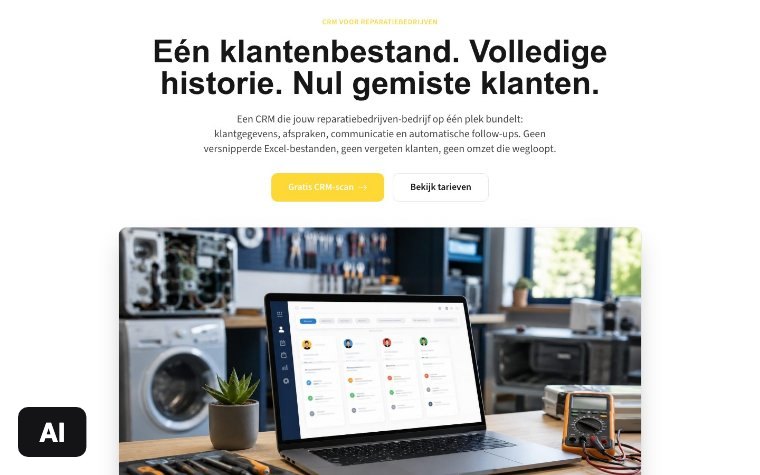 CRM VOOR REPARATIEBEDRIJVEN
Eén klantenbestand. Volledige
historie. Nul gemiste klanten.
Een CRM die jouw reparatiebedrijven-bedrijf op één plek bundelt:
klantgegevens, afspraken, communicatie en automatische follow-ups. Geen
versnipperde Excel-bestanden, geen vergeten klanten, geen omzet die wegloopt.
Gratis CRM-scan →
Bekijk tarieven
AI